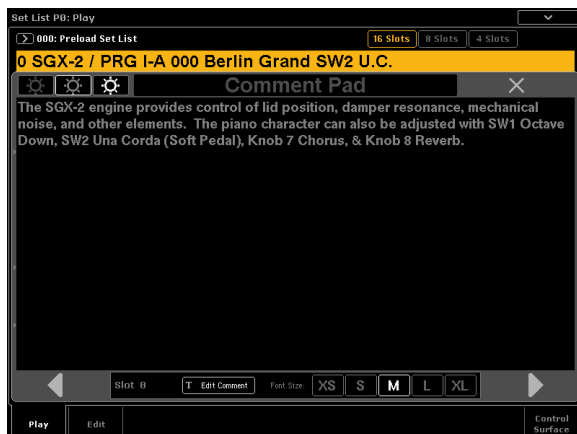 Set List P0: Play
000: Preload Set List
16 Slots
8 Slots
4 Slots
0 SGX-2 / PRG I-A 000 Berlin Grand SW2 U.C.
Comment Pad
The SGX-2 engine provides control of lid position, damper resonance, mechanical
noise, and other elements.  The piano character can also be adjusted with SW1 Octave
Down, SW2 Una Corda (Soft Pedal), Knob 7 Chorus, & Knob 8 Reverb.
Slot 0
T Edit Comment
Font Size:
XS
S
M
L
XL
Play
Edit
Control
Surface